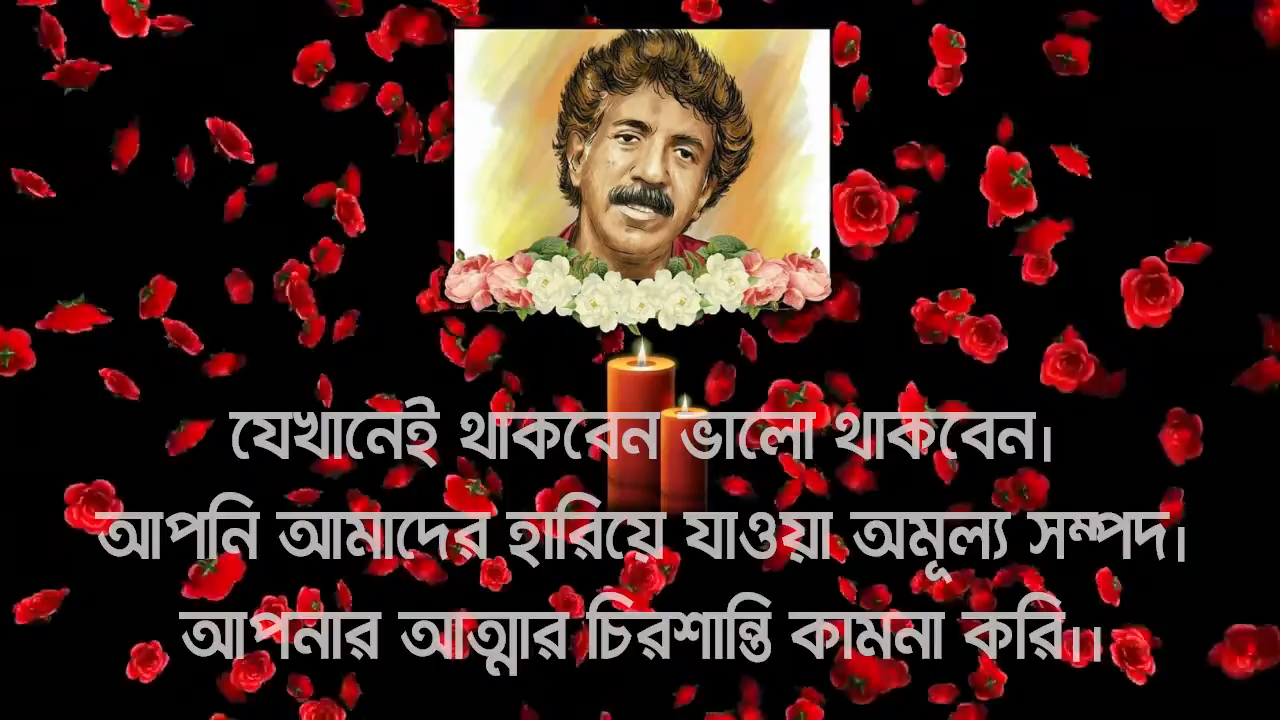 যেখানেই থাকবেন ভালো থাকবেন।
আপনি আমাদের হারিয়ে যাওয়া অমূল্য সম্পদ।
আপনার আত্মার চিরশান্তি কামনা করি।।